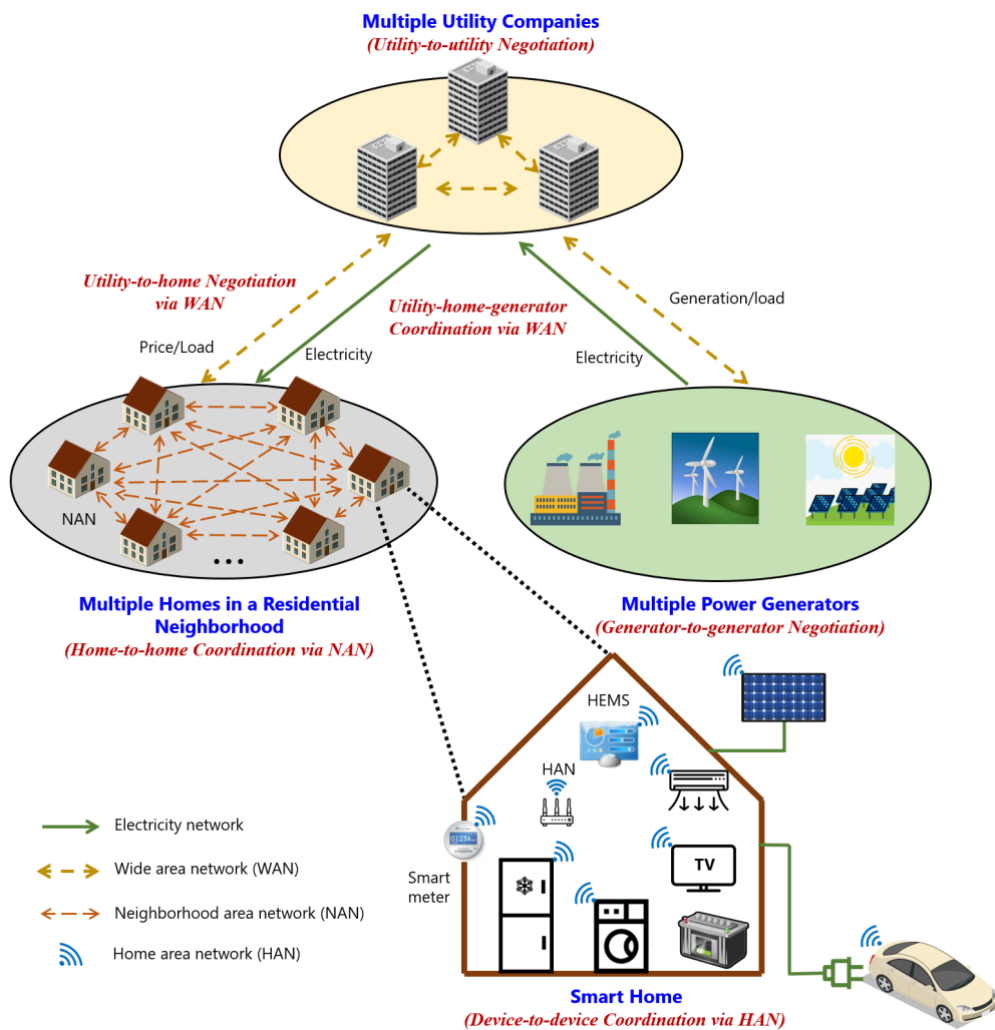 Multiple Utility Companies
(Utility-to-utility Negotiation)
Utility-to-home Negotiation
via WAN
Utility-home-generator
Coordination via WAN
Generation/load
Price/Load
Electricity
Electricity
NAN
...
Multiple Homes in a Residential
Neighborhood
(Home-to-home Coordination via NAN)
Multiple Power Generators
(Generator-to-generator Negotiation)
HEMS
HAN
TV
Smart
meter
Electricity network
Wide area network (WAN)
Neighborhood area network (NAN)
Home area network (HAN)
Smart Home
(Device-to-device Coordination via HAN)